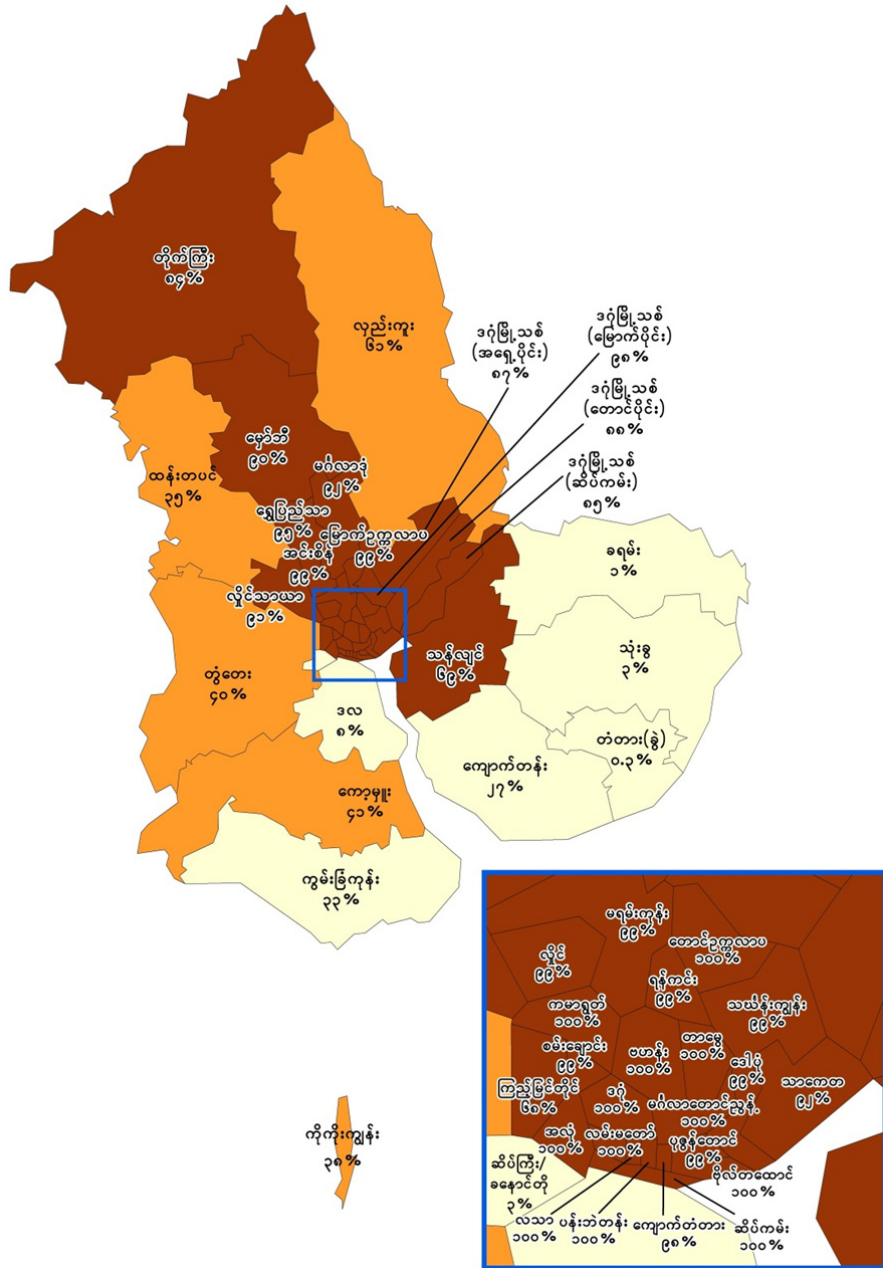 တိုက်ကြီး
၈၄%
လှည်းကူး
၆၁%
ဒဂုံမြို့သစ်
(အရှေ့ပိုင်း)
၈၇%
ဒဂုံမြို့သစ်
(မြောက်ပိုင်း)
၉၈%
ဒဂုံမြို့သစ်
(တောင်ပိုင်း)
၈၈%
ဒဂုံမြို့သစ်
(ဆိပ်ကမ်း)
၈၅%
မှော်ဘီ
၉၀%
မင်္ဂလာဒုံ
၉၂%
ထန်းတပင်
၃၅%
ရွှေပြည်သာ
၉၅%
မြောက်ဥက္ကလာပ
၉၉%
အင်းစိန်
၉၉%
လှိုင်သာယာ
၉၁%
ခရမ်း
၁%
သုံးခွ
၃%
သန်လျင်
၆၉%
တွံတေး
၄၀%
ဒလ
၈%
တံတား(ခွဲ)
၀.၃%
ကျောက်တန်း
၂၇%
ကော့မှူး
၄၁%
ကွမ်းခြံကုန်း
၃၃%
ကိုကိုးကျွန်း
၃၈%
မရမ်းကုန်း
၉၉%
တောင်ဥက္ကလာပ
၁၀၀%
လှိုင်
၉၉%
ရန်ကင်း
၉၉%
သင်္ဃန်းကျွန်း
၉၉%
ကမာရွတ်
၁၀၀%
တာမွေ
၁၀၀%
စမ်းချောင်း
၉၉%
ဗဟန်း
၁၀၀%
ဒေါပုံ
၉၉%
သာကေတ
၉၂%
ကြည့်မြင်တိုင်
၆၈%
ဒဂုံ
၁၀၀%
မင်္ဂလာတောင်ညွန့်
၁၀၀%
အလုံ
၁၀၀%
လမ်းမတော်
၁၀၀%
ပုဇွန်တောင်
၉၉%
ဗိုလ်တထောင်
၁၀၀%
ဆိပ်ကြီး/
ခနောင်တို
၃%
လသာ
၁၀၀%
ပန်းဘဲတန်း
၁၀၀%
ကျောက်တံတား
၉၈%
ဆိပ်ကမ်း
၁၀၀%